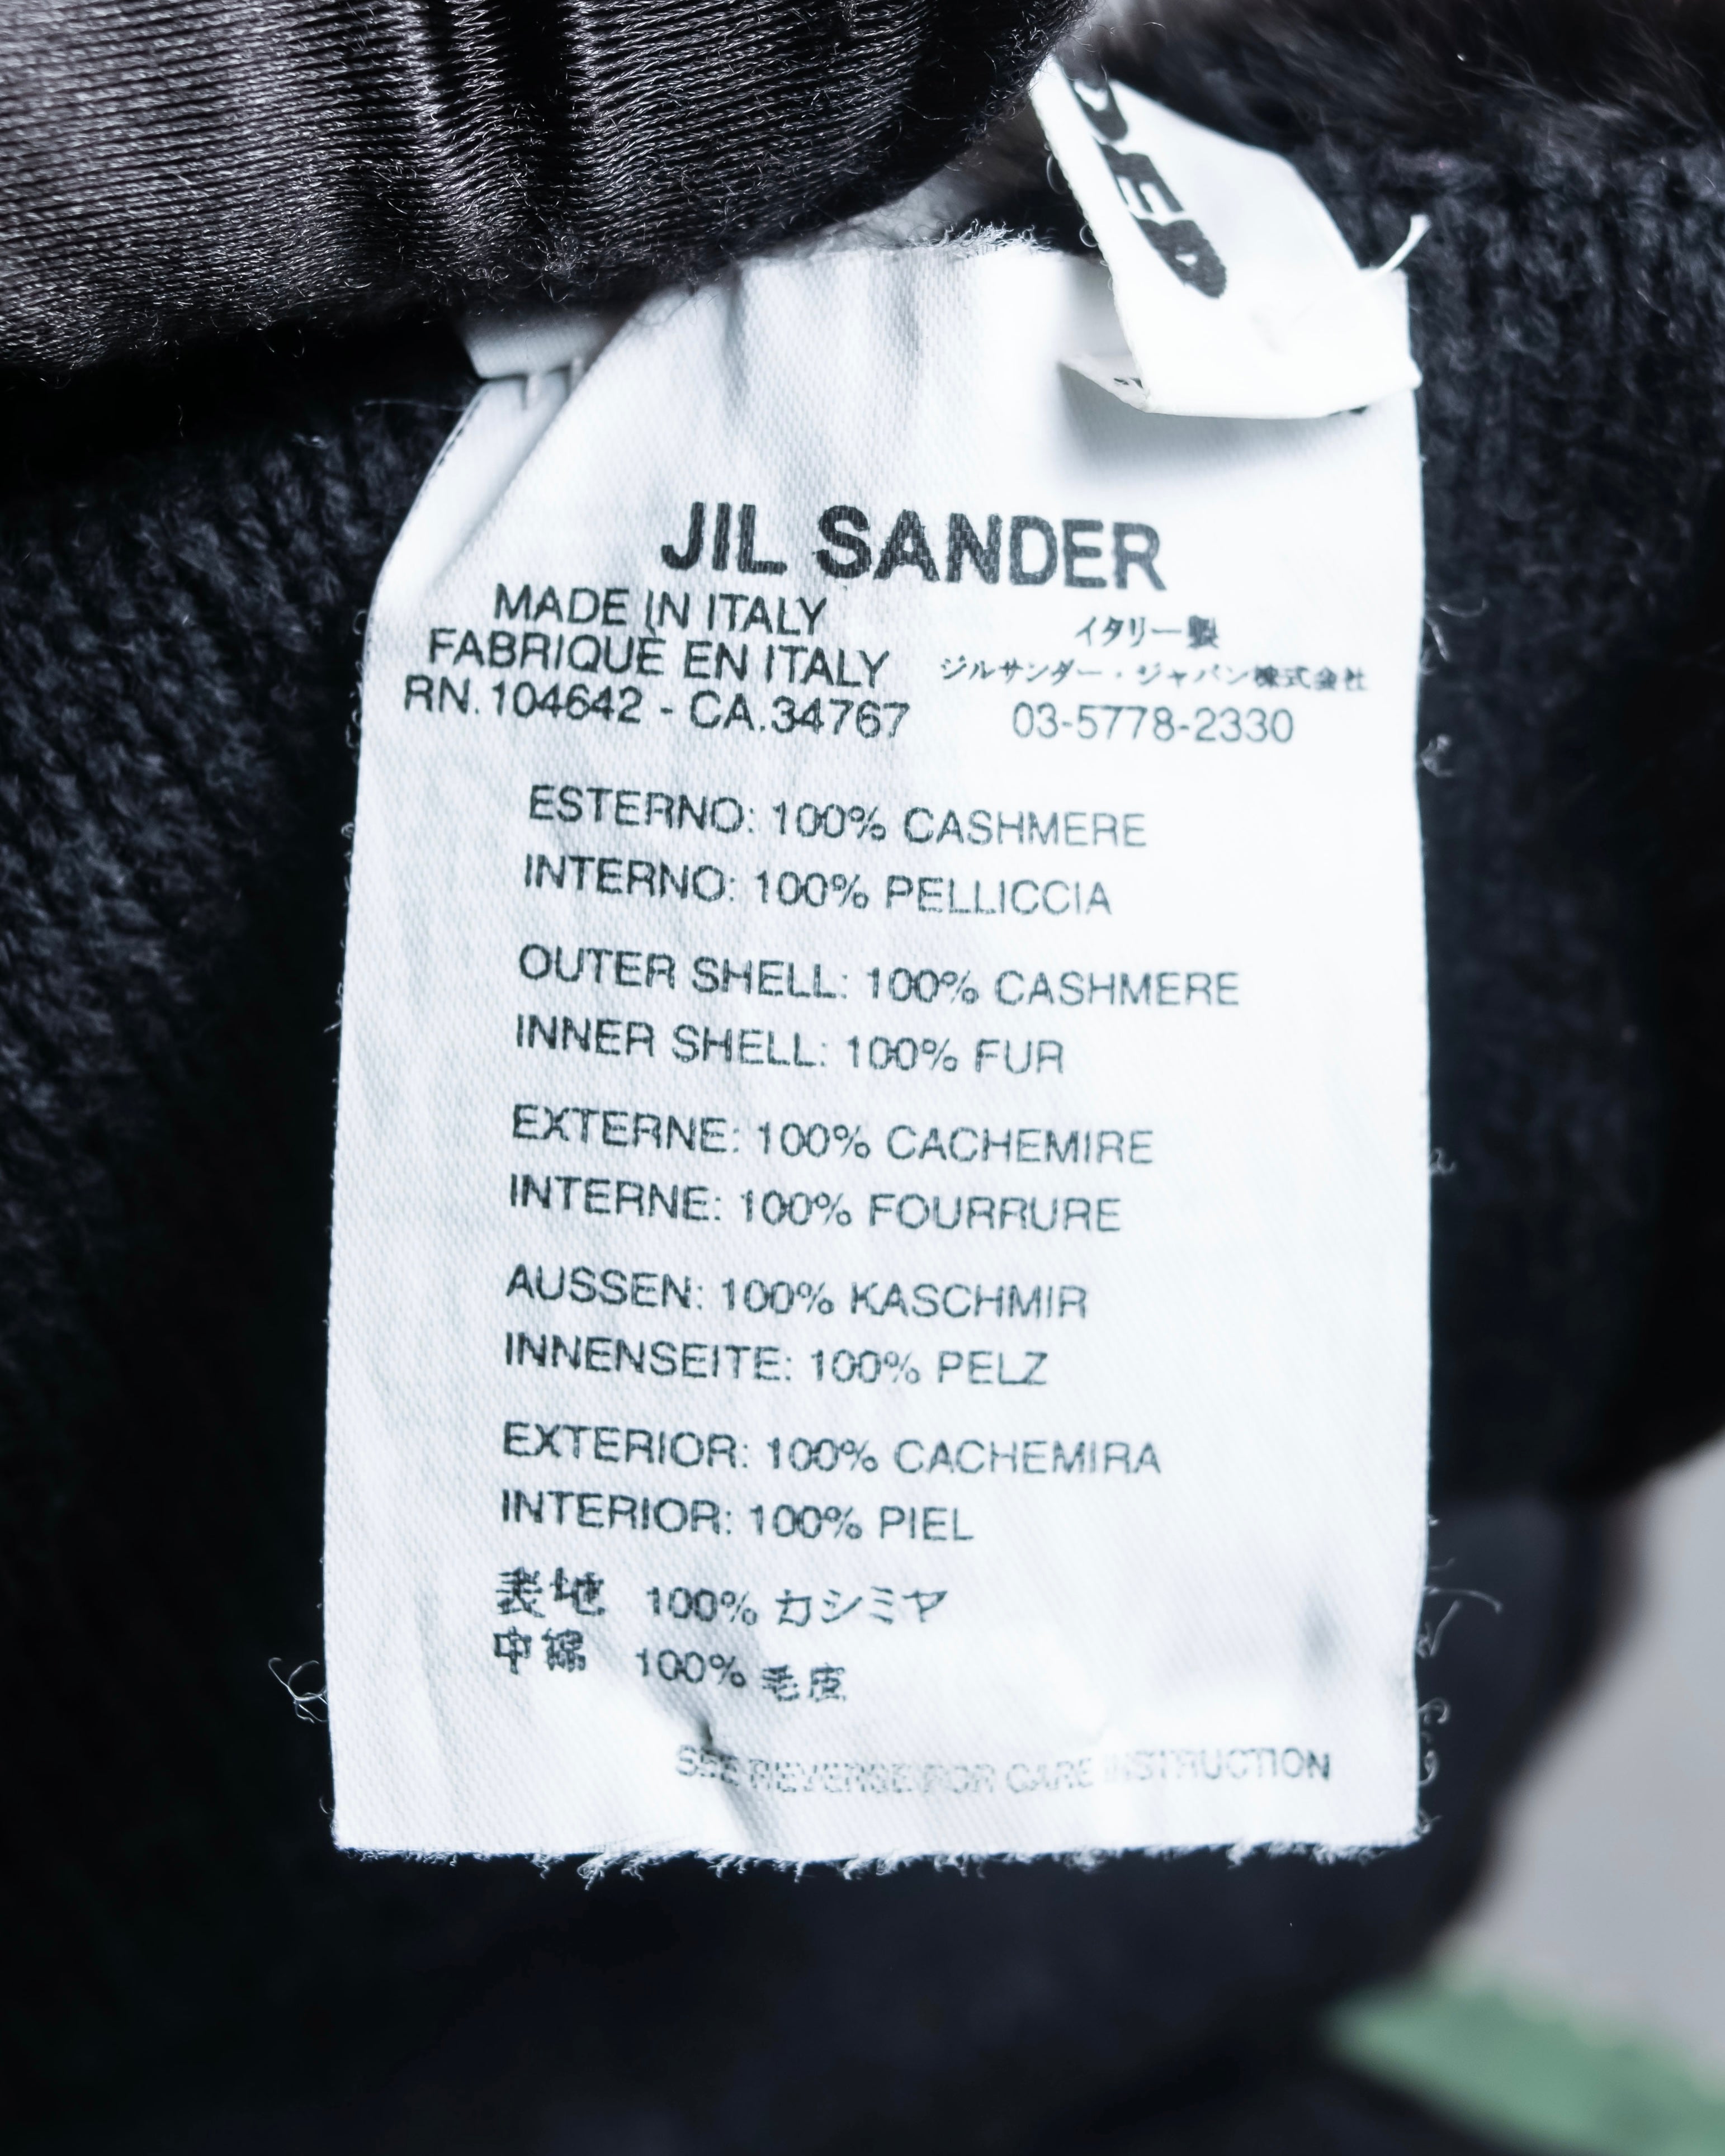 DED
JIL SANDER
MADE IN ITALY
FABRIQUÈ EN ITALY
RN.104642 - CA.34767
イタリー製
ジルサンダー・ジャパン株式会社
03-5778-2330
ESTERNO: 100% CASHMERE
INTERNO: 100% PELLICCIA
OUTER SHELL: 100% CASHMERE
INNER SHELL: 100% FUR
EXTERNE: 100% CACHEMIRE
INTERNE: 100% FOURRURE
AUSSEN: 100% KASCHMIR
INNENSEITE: 100% PELZ
EXTERIOR: 100% CACHEMIRA
INTERIOR: 100% PIEL
表地 100% カシミヤ
中綿 100% 毛皮
SEE REVERSE FOR CARE INSTRUCTION